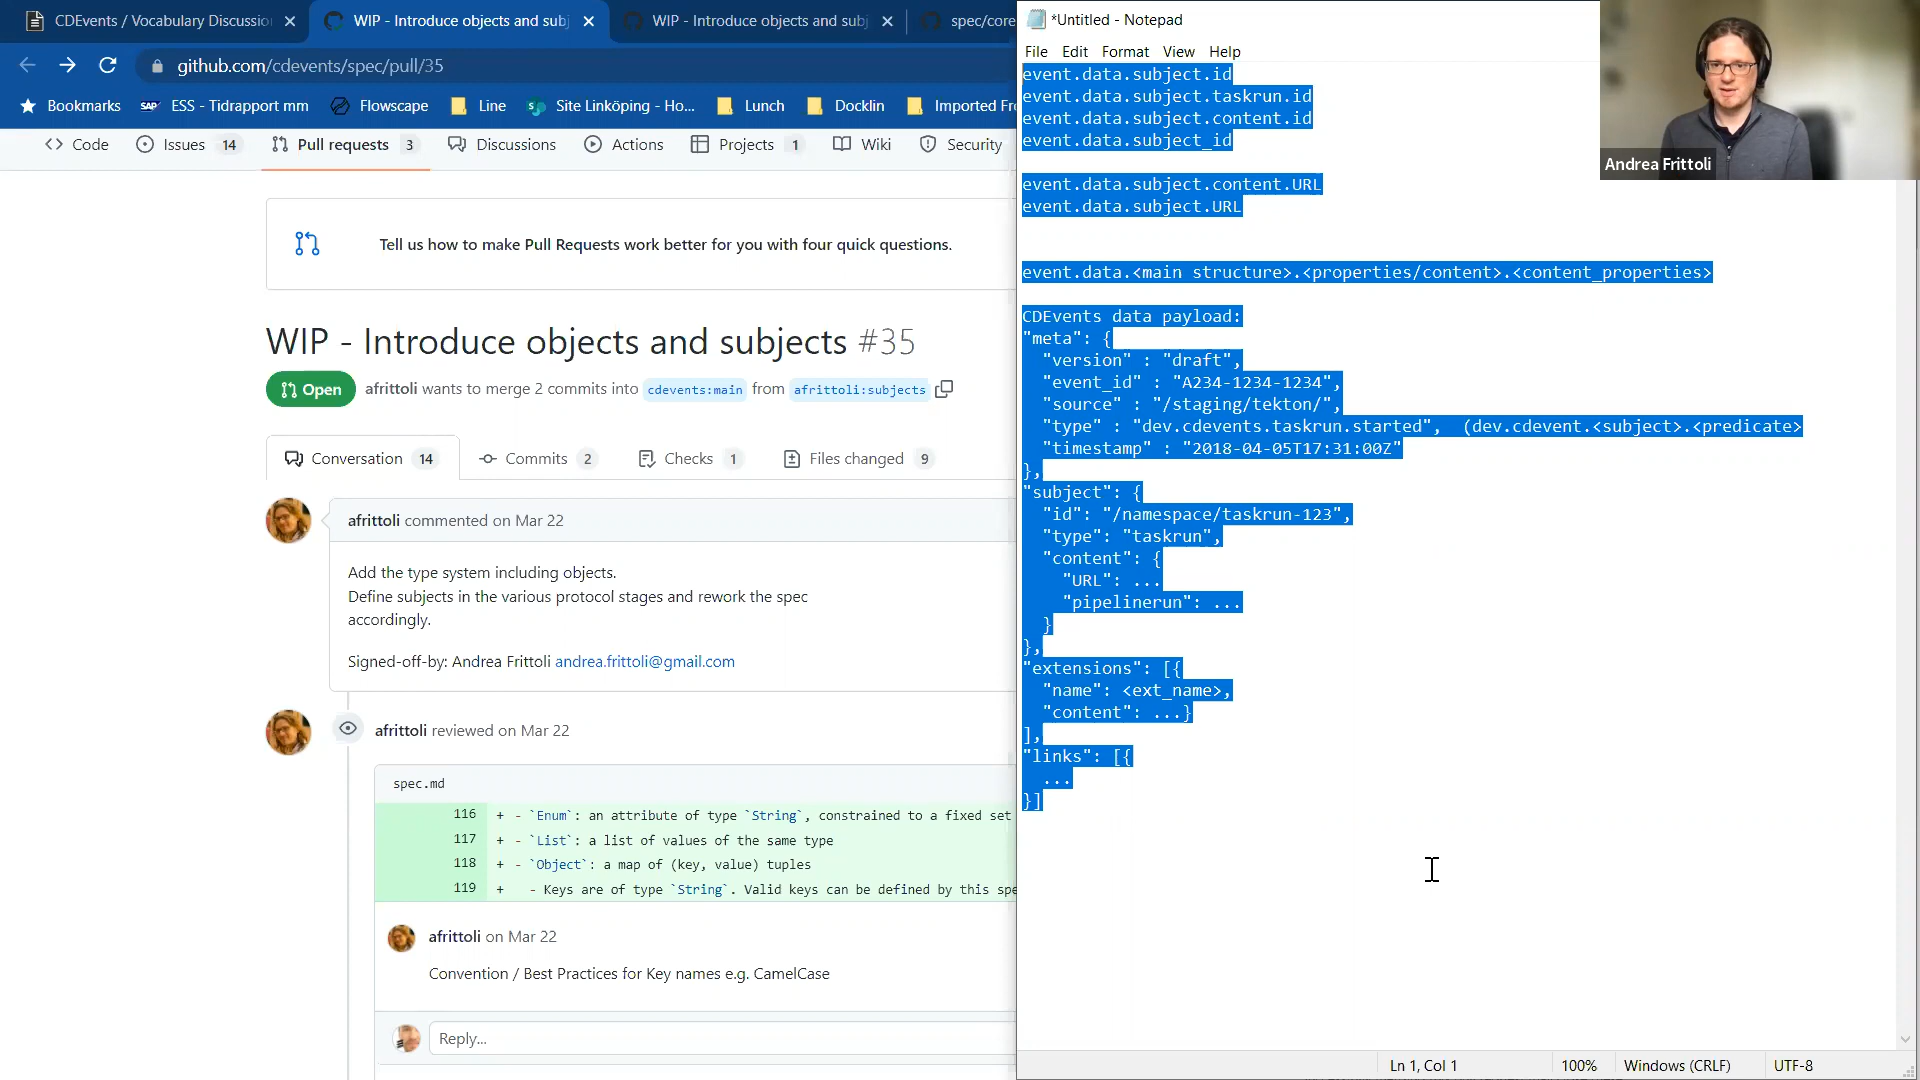 CDEvents / Vocabulary Discussion
WIP - Introduce objects and subj
WIP - Introduce objects and subj
spec/core
github.com/cdevents/spec/pull/35
Bookmarks
SAP
ESS - Tidrapport mm
Flowscape
Line
Site Linköping - Ho...
Lunch
Docklin
Imported Fr
Code
Issues 14
Pull requests 3
Discussions
Actions
Projects 1
Wiki
Security
Tell us how to make Pull Requests work better for you with four quick questions.
WIP - Introduce objects and subjects #35
Open
afrittoli wants to merge 2 commits into cdevents:main from afrittoli:subjects
Conversation 14
Commits 2
Checks 1
Files changed 9
afrittoli commented on Mar 22
Add the type system including objects.
Define subjects in the various protocol stages and rework the spec
accordingly.
Signed-off-by: Andrea Frittoli andrea.frittoli@gmail.com
afrittoli reviewed on Mar 22
spec.md
116 + - `Enum`: an attribute of type `String`, constrained to a fixed set
117 + - `List`: a list of values of the same type
118 + - `Object`: a map of (key, value) tuples
119 + - Keys are of type `String`. Valid keys can be defined by this spe
afrittoli on Mar 22
Convention / Best Practices for Key names e.g. CamelCase
Reply...
*Untitled - Notepad
File Edit Format View Help
event.data.subject.id
event.data.subject.taskrun.id
event.data.subject.content.id
event.data.subject_id
event.data.subject.content.URL
event.data.subject.URL
event.data.<main structure>.<properties/content>.<content_properties>
CDEvents data payload:
"meta": {
"version" : "draft",
"event_id" : "A234-1234-1234",
"source" : "/staging/tekton/",
"type" : "dev.cdevents.taskrun.started", (dev.cdevent.<subject>.<predicate>
"timestamp" : "2018-04-05T17:31:00Z"
},
"subject": {
"id": "/namespace/taskrun-123",
"type": "taskrun",
"content": {
"URL": ...
"pipelinerun": ...
}
},
"extensions": [{
"name": <ext_name>,
"content": ...}
],
"links": [{
...
}]
Ln 1, Col 1
100%
Windows (CRLF)
UTF-8
Andrea Frittoli